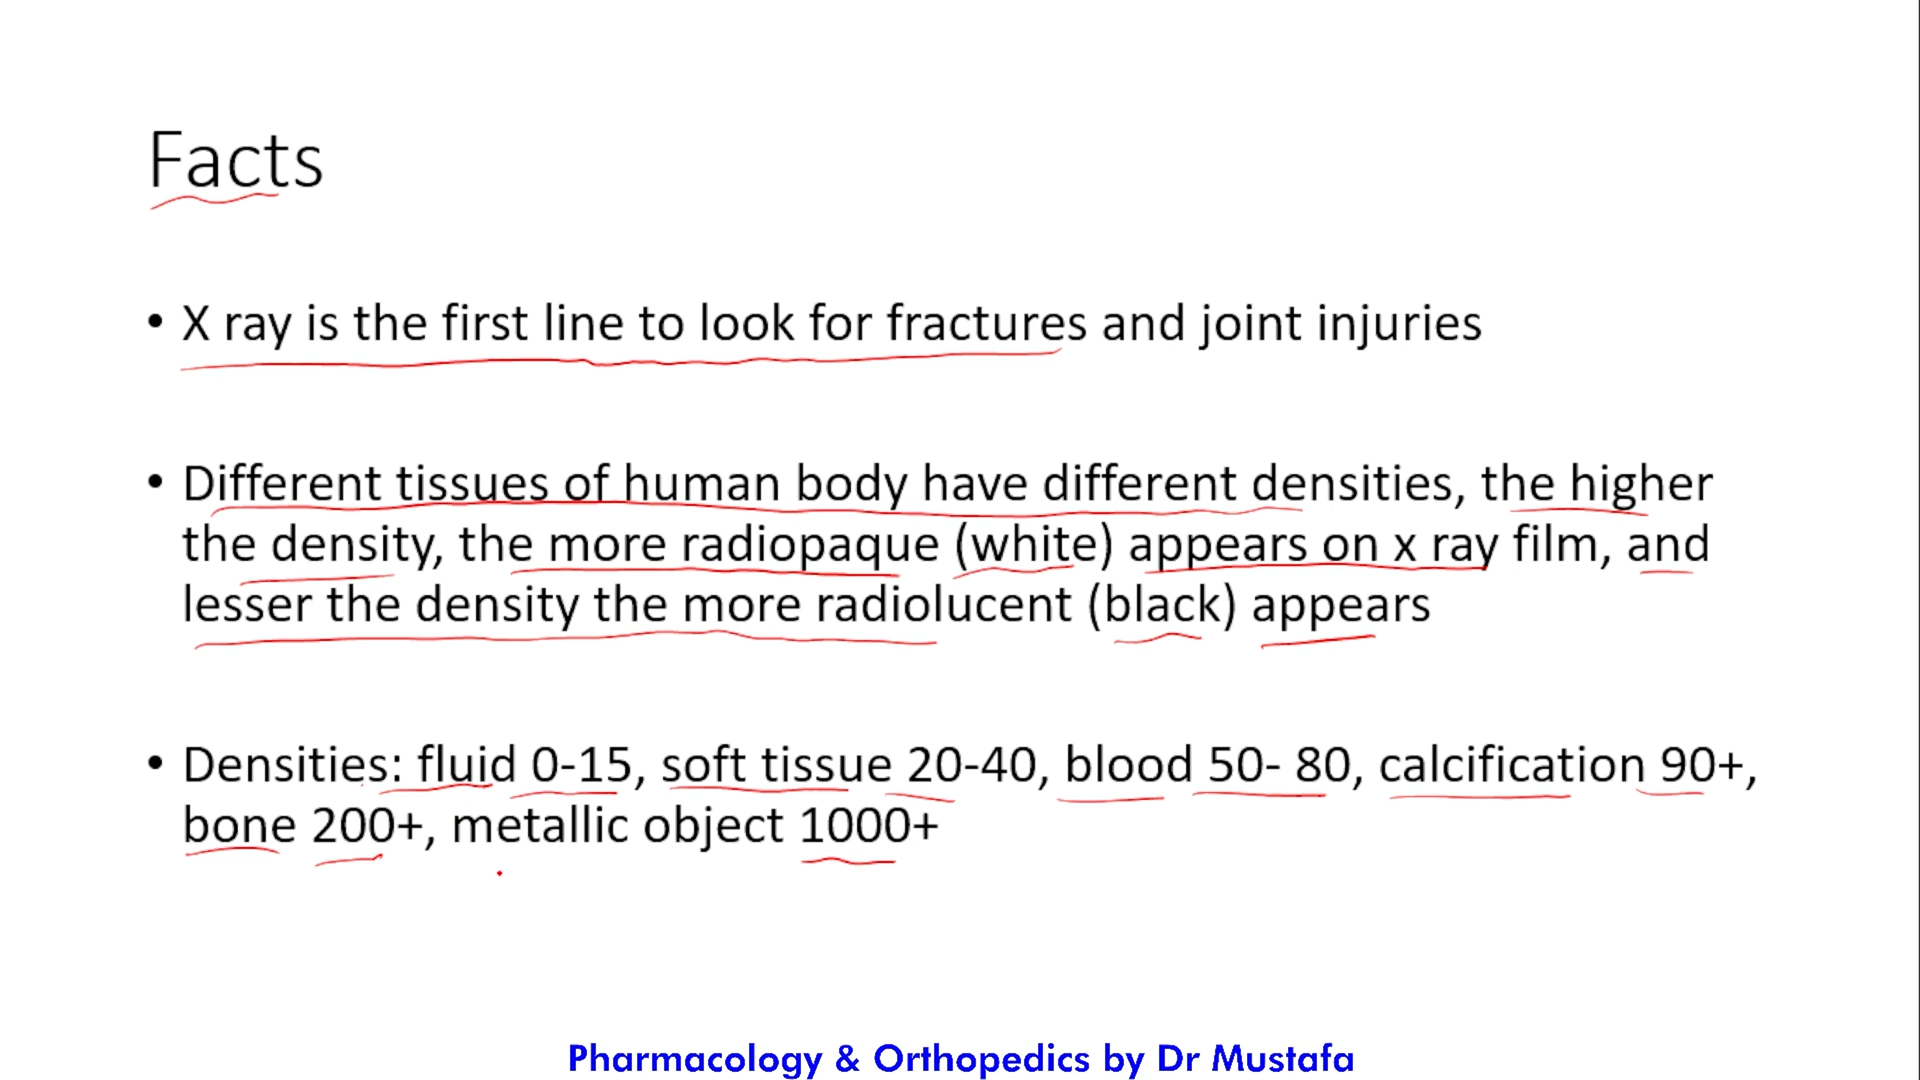 Facts
• X ray is the first line to look for fractures and joint injuries
• Different tissues of human body have different densities, the higher
the density, the more radiopaque (white) appears on x ray film, and
lesser the density the more radiolucent (black) appears
• Densities: fluid 0-15, soft tissue 20-40, blood 50- 80, calcification 90+,
bone 200+, metallic object 1000+
Pharmacology & Orthopedics by Dr Mustafa